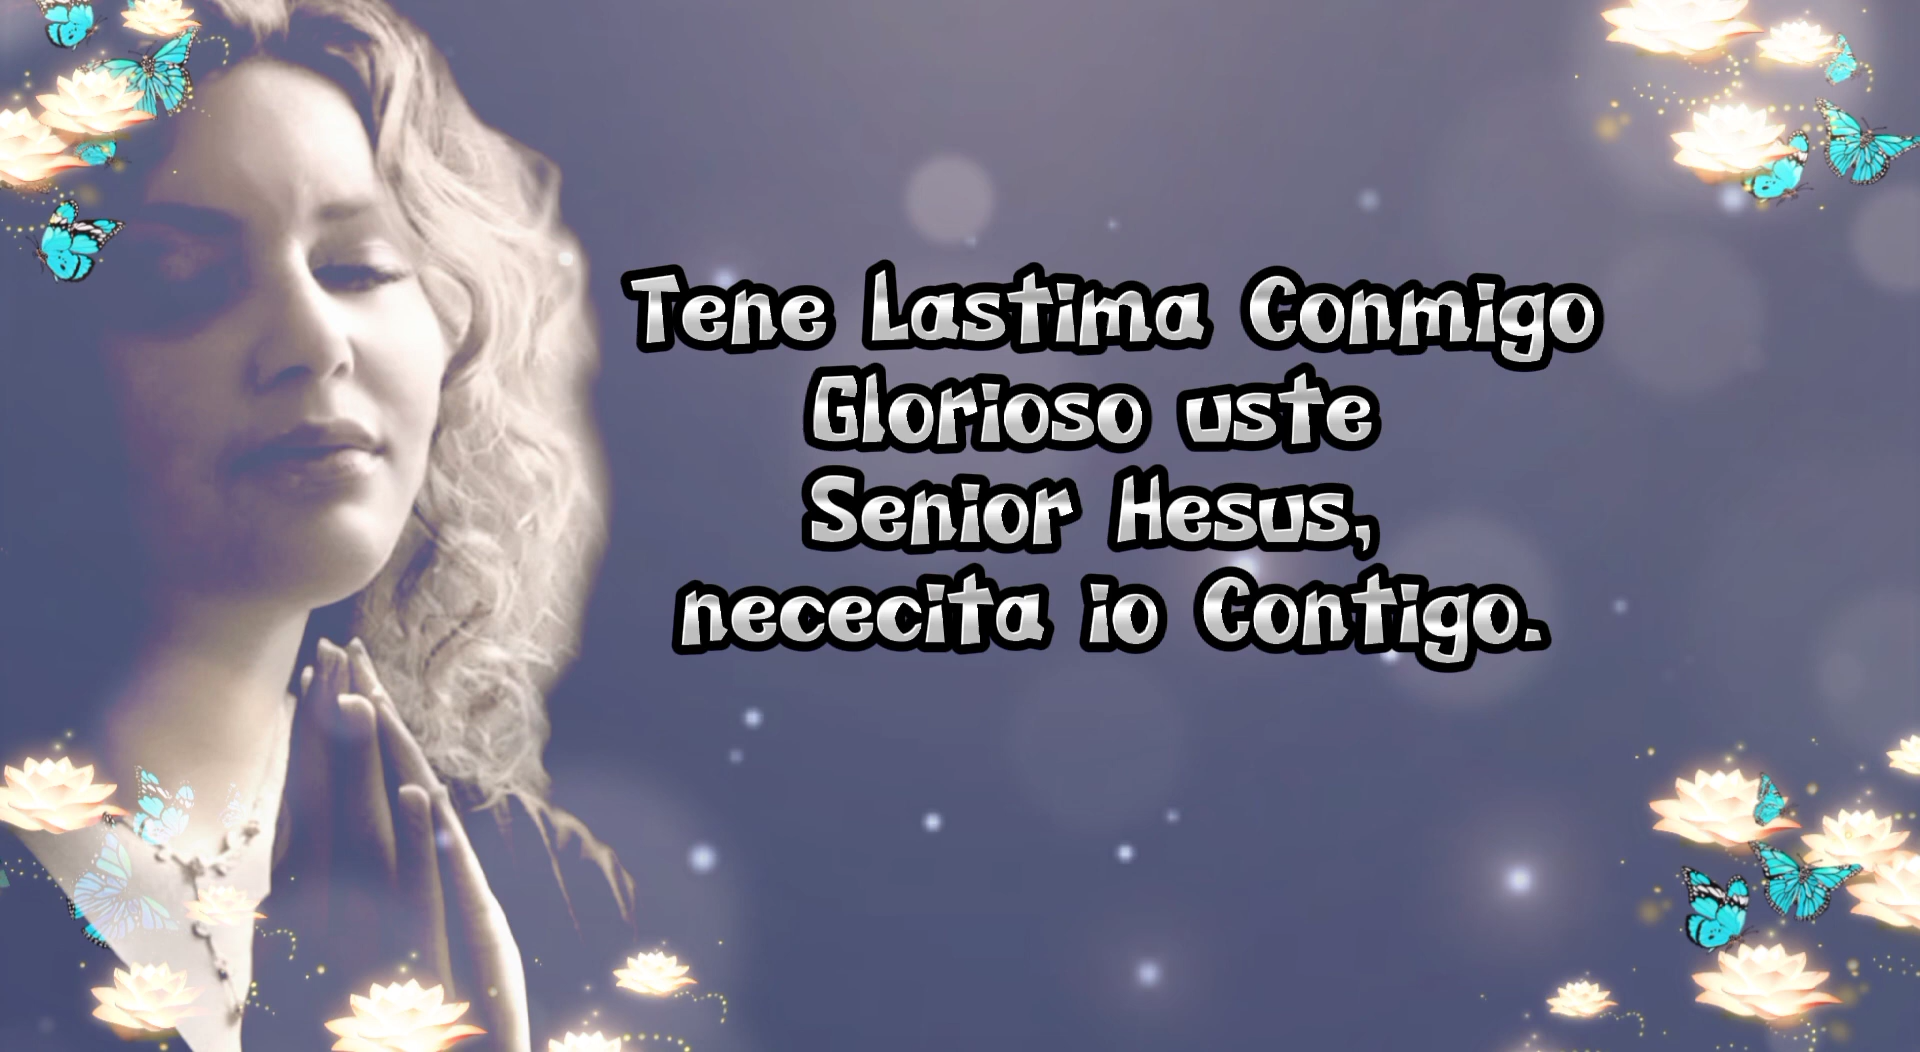 Tene Lastima Conmigo
Glorioso uste
Senior Hesus,
nececita io Contigo.